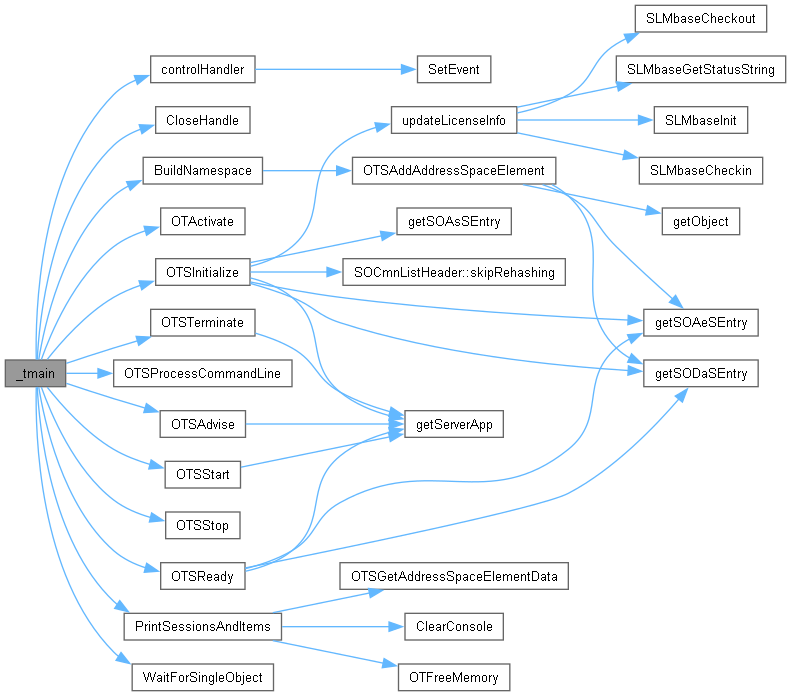 SLMbaseCheckout
controlHandler
SetEvent
SLMbaseGetStatusString
CloseHandle
updateLicenseInfo
SLMbaseInit
BuildNamespace
OTSAddAddressSpaceElement
SLMbaseCheckin
OTActivate
getSOAsSEntry
getObject
OTSInitialize
SOCmnListHeader::skipRehashing
OTSTerminate
getSOAeSEntry
_tmain
OTSProcessCommandLine
getSODaSEntry
OTSAdvise
getServerApp
OTSStart
OTSStop
OTSReady
OTSGetAddressSpaceElementData
PrintSessionsAndItems
ClearConsole
WaitForSingleObject
OTFreeMemory